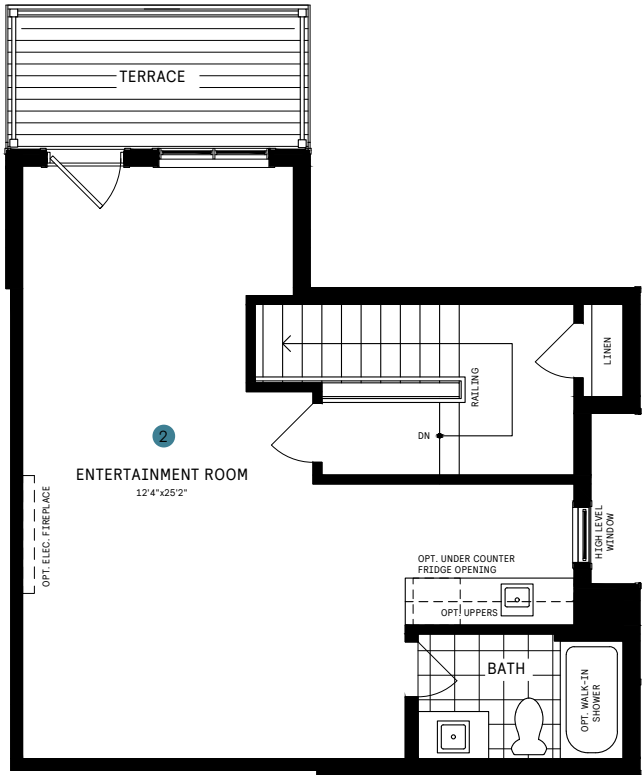 TERRACE
LINEN
RAILING
DN
2
ENTERTAINMENT ROOM
12'4"x25'2"
OPT. ELEC. FIREPLACE
HIGH LEVEL
WINDOW
OPT. UNDER COUNTER
FRIDGE OPENING
OPT. UPPERS
BATH
OPT. WALK-IN
SHOWER